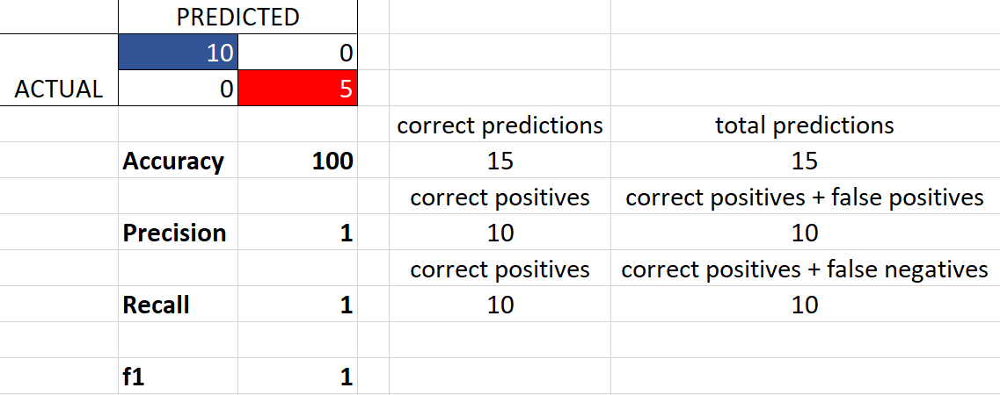 PREDICTED
10 0
ACTUAL 0 5
correct predictions total predictions
Accuracy 100 15 15
correct positives correct positives + false positives
Precision 1 10 10
correct positives correct positives + false negatives
Recall 1 10 10
f1 1